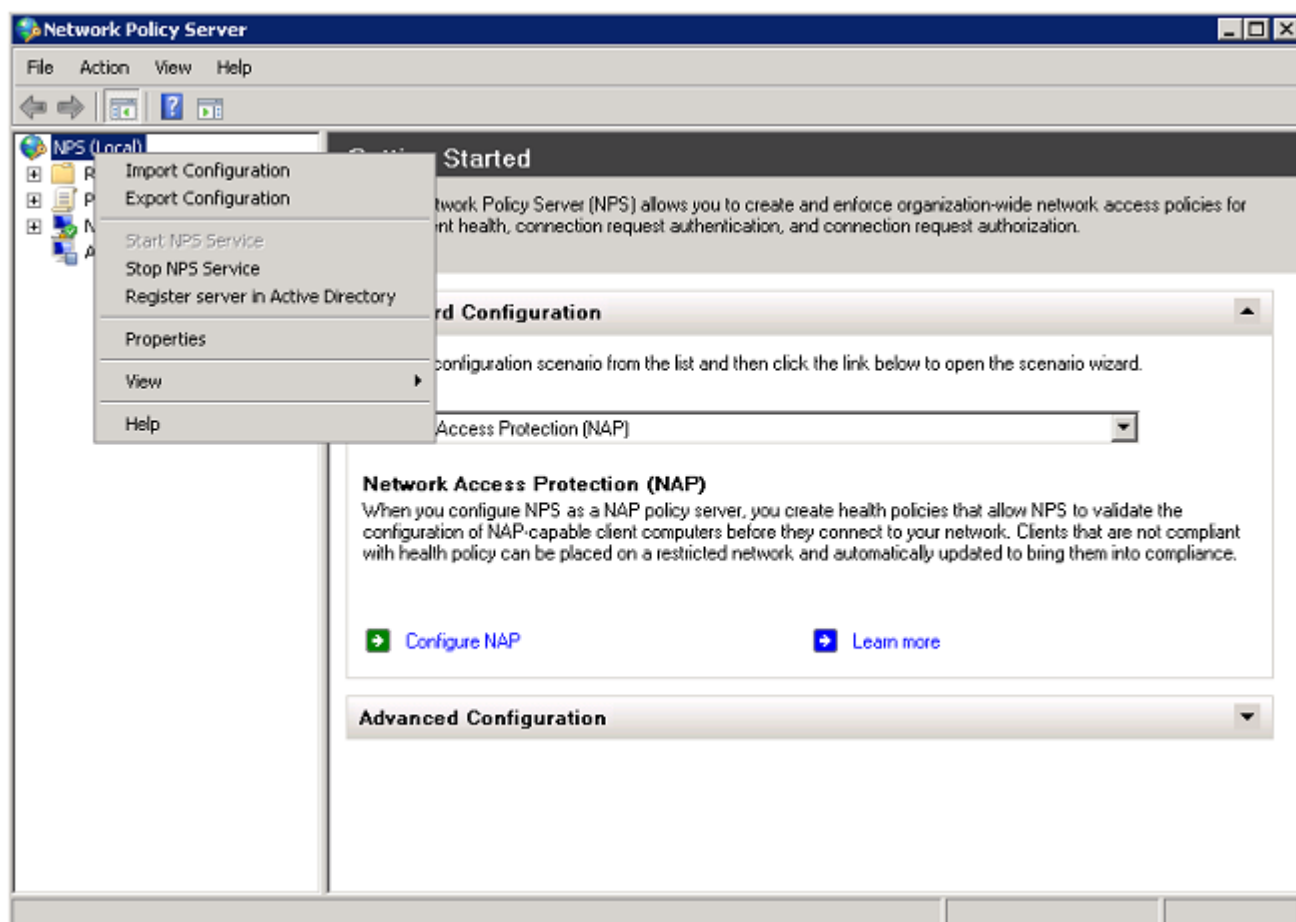 Network Policy Server
File Action View Help
NPS (Local)
R
P
N
A
Import Configuration
Export Configuration
Start NPS Service
Stop NPS Service
Register server in Active Directory
Properties
View
Help
Started
twork Policy Server (NPS) allows you to create and enforce organization-wide network access policies for
nt health, connection request authentication, and connection request authorization.
rd Configuration
configuration scenario from the list and then click the link below to open the scenario wizard.
Access Protection (NAP)
Network Access Protection (NAP)
When you configure NPS as a NAP policy server, you create health policies that allow NPS to validate the
configuration of NAP-capable client computers before they connect to your network. Clients that are not compliant
with health policy can be placed on a restricted network and automatically updated to bring them into compliance.
Configure NAP Learn more
Advanced Configuration